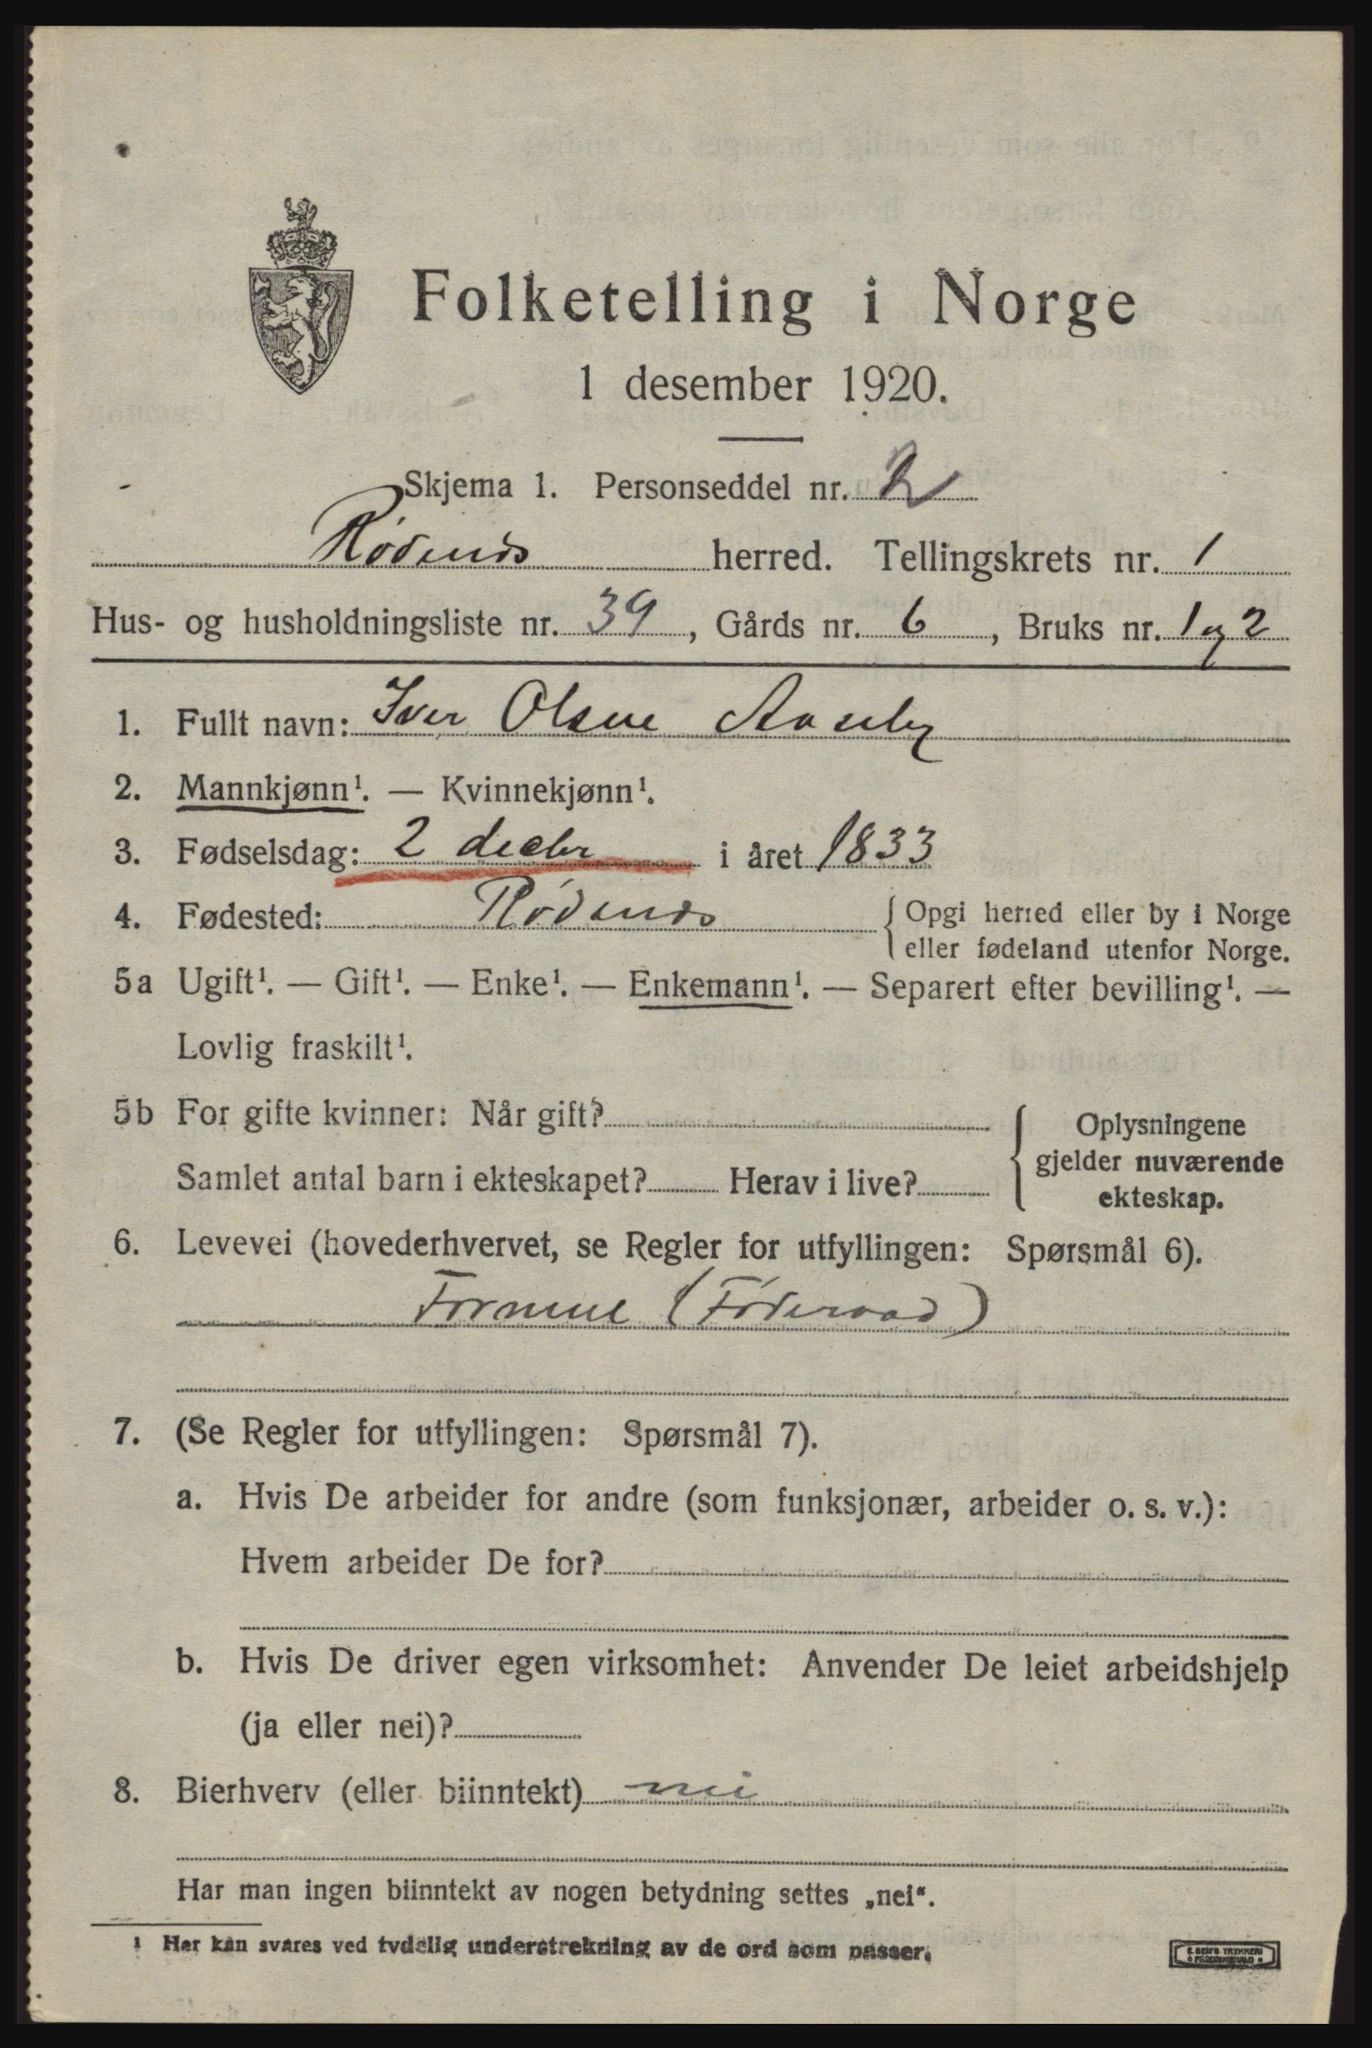 Folketelling i Norge
1 desember 1920.
Skjema 1. Personseddel nr. 2
Rødenes herred. Tellingskrets nr. 1
Hus- og husholdningsliste nr. 39, Gårds nr. 6, Bruks nr. 1 og 2
1. Fullt navn: Iver Olsen Aaseby
2. Mannkjønn¹. — Kvinnekjønn¹.
3. Fødselsdag: 2 decbr i året 1833
4. Fødested: Rødenes { Opgi herred eller by i Norge
eller fødeland utenfor Norge.
5a Ugift¹. — Gift¹. — Enke¹. — Enkemann¹. — Separert efter bevilling¹. —
Lovlig fraskilt¹.
5b For gifte kvinner: Når gift? { Oplysningene
gjelder nuværende
Samlet antal barn i ekteskapet? Herav i live? ekteskap.
6. Levevei (hovederhvervet, se Regler for utfyllingen: Spørsmål 6).
Formue (Føderaad)
7. (Se Regler for utfyllingen: Spørsmål 7).
a. Hvis De arbeider for andre (som funksjonær, arbeider o. s. v.):
Hvem arbeider De for?
b. Hvis De driver egen virksomhet: Anvender De leiet arbeidshjelp
(ja eller nei)?
8. Bierhverv (eller biinntekt) nei
Har man ingen biinntekt av nogen betydning settes „nei“.
¹ Her kan svares ved tydelig understrekning av de ord som passer.